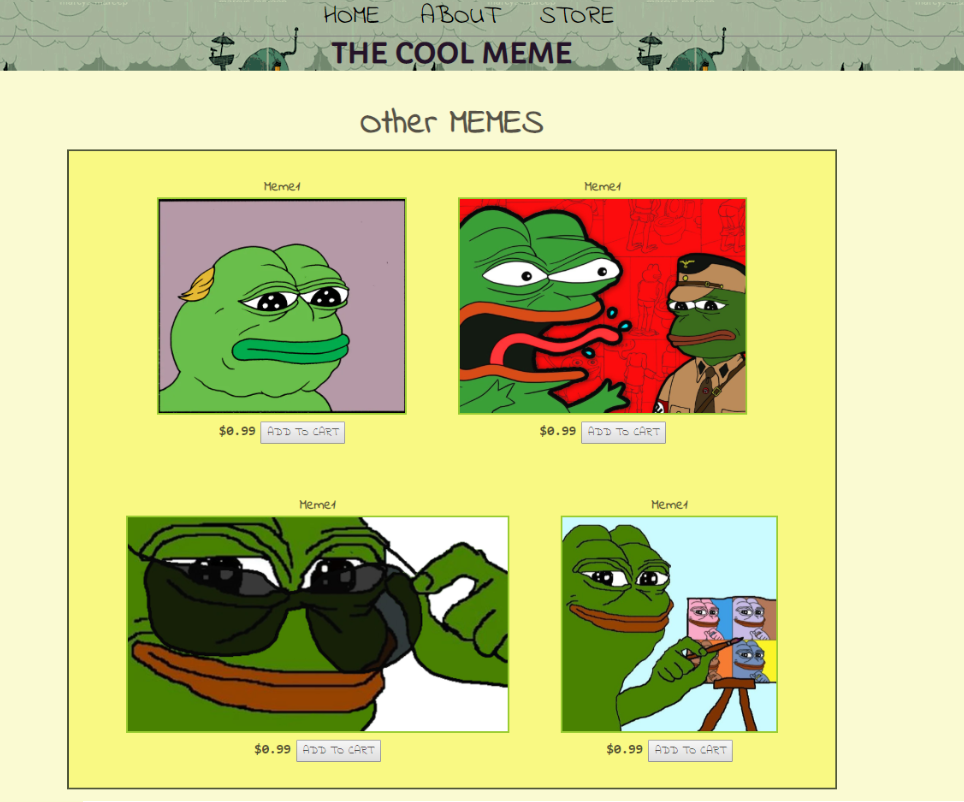 HOME ABOUT STORE
THE COOL MEME
Other MEMES
Meme1 Meme1
$0.99 ADD TO CART $0.99 ADD TO CART
Meme1 Meme1
$0.99 ADD TO CART $0.99 ADD TO CART